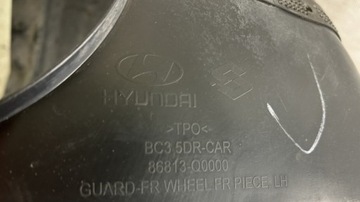 HYUNDAI
>TPO<
BC3 5DR-CAR
86813-Q0000
GUARD-FR WHEEL FR PIECE LH